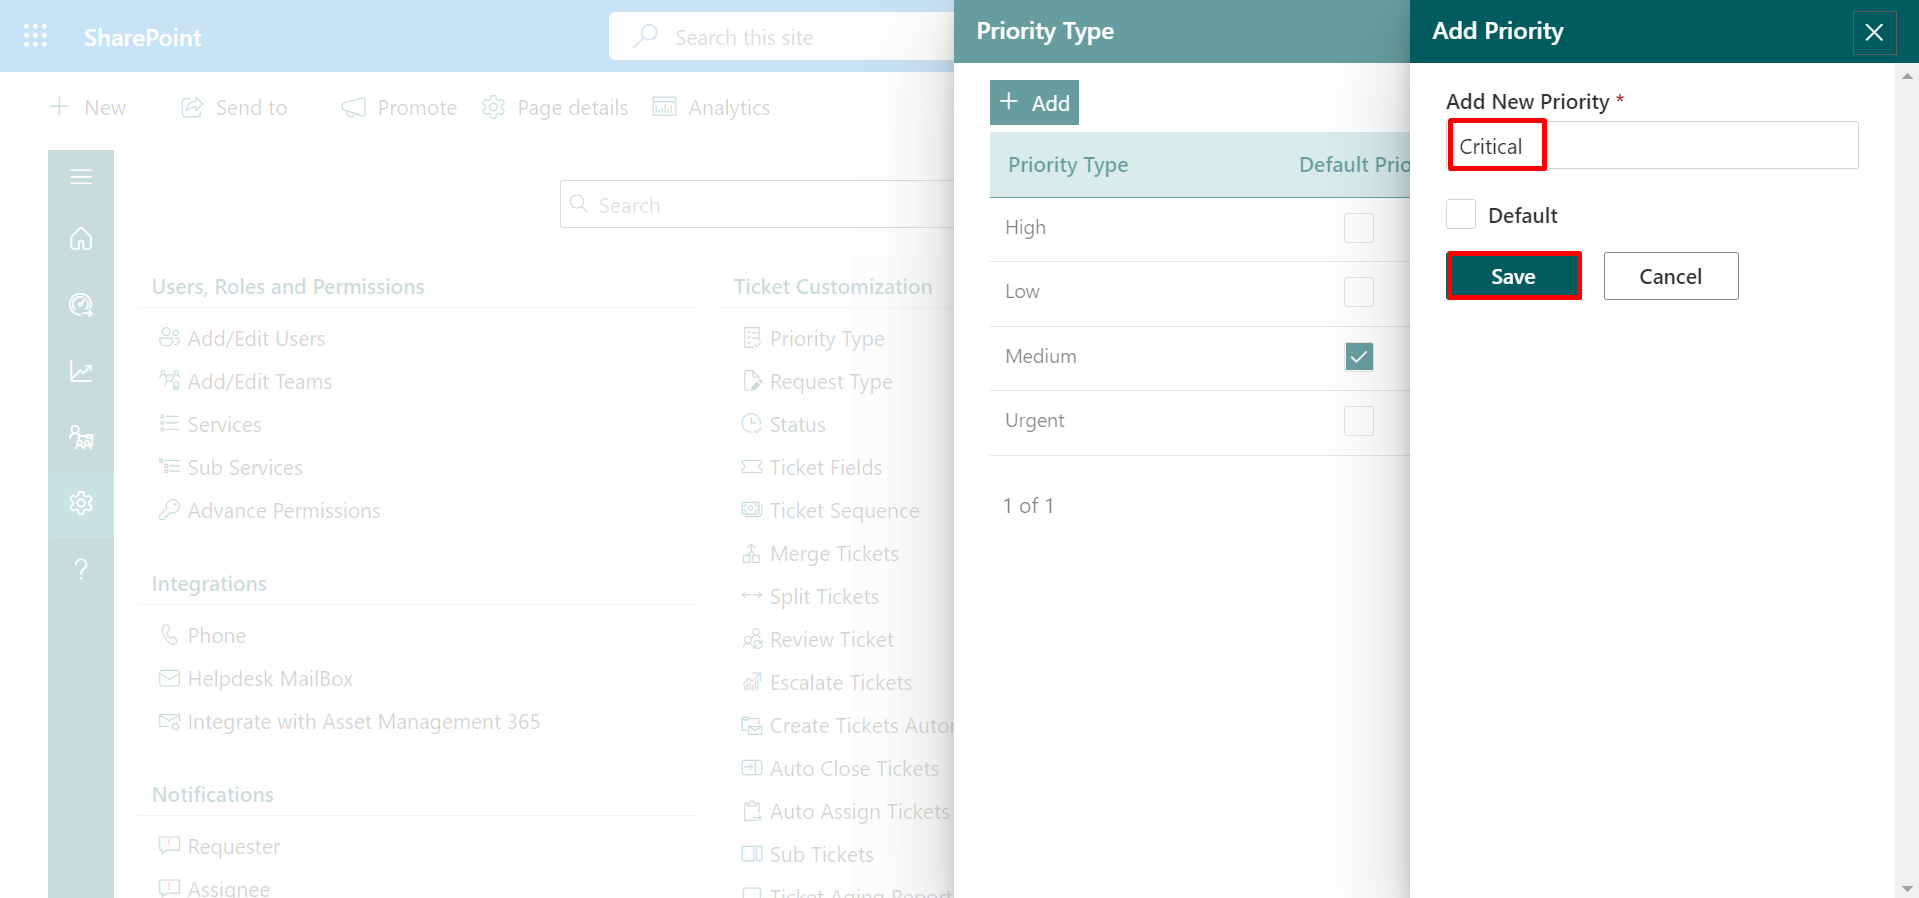 SharePoint
Search this site
New
Send to
Promote
Page details
Analytics
Search
Users, Roles and Permissions
Add/Edit Users
Add/Edit Teams
Services
Sub Services
Advance Permissions
Integrations
Phone
Helpdesk MailBox
Integrate with Asset Management 365
Notifications
Requester
Assignee
Ticket Customization
Priority Type
Request Type
Status
Ticket Fields
Ticket Sequence
Merge Tickets
Split Tickets
Review Ticket
Escalate Tickets
Create Tickets Autor
Auto Close Tickets
Auto Assign Tickets
Sub Tickets
Ticket Aging Report
Priority Type
+ Add
Priority Type Default Prio
High
Low
Medium
Urgent
1 of 1
Add Priority
Add New Priority *
Critical
Default
Save
Cancel